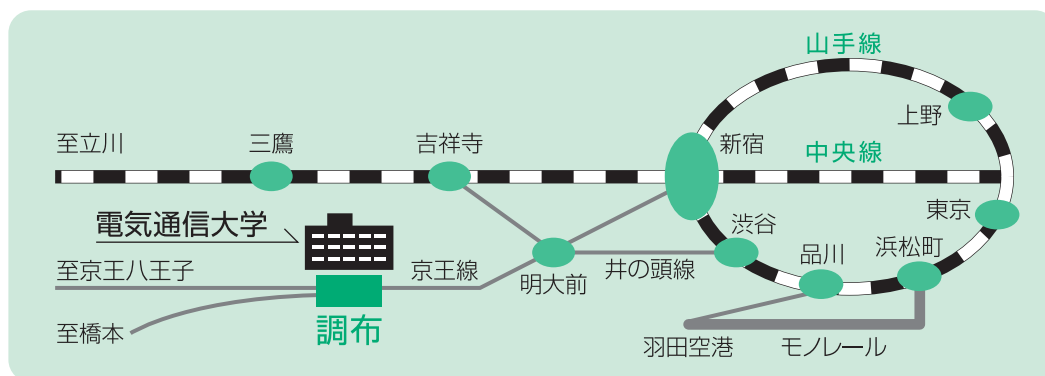 山手線
上野
至立川
三鷹
吉祥寺
新宿
中央線
電気通信大学
東京
渋谷
品川
浜松町
至京王八王子
京王線
明大前
井の頭線
至橋本
調布
羽田空港
モノレール